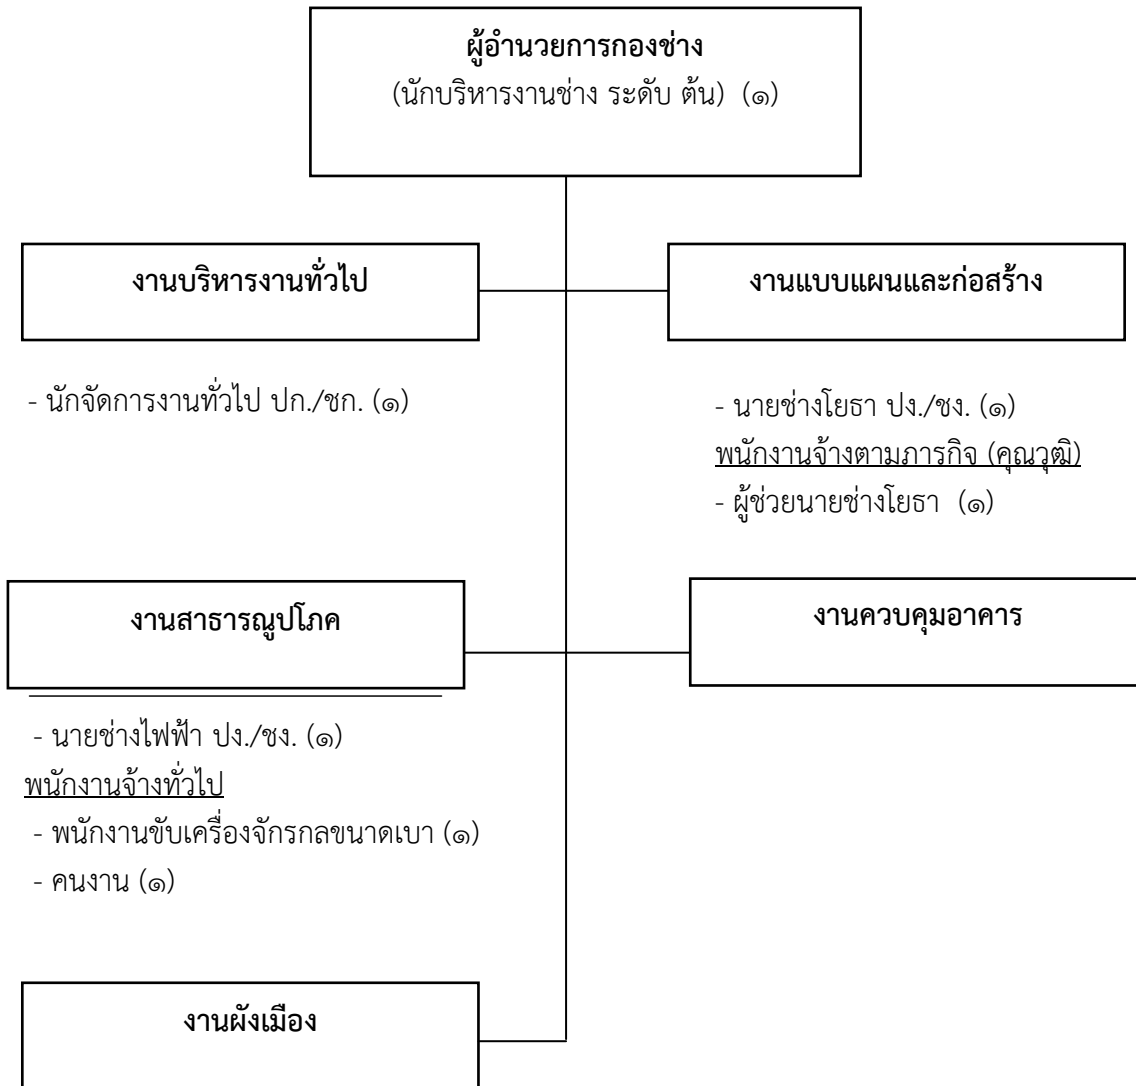 ผู้อำนวยการกองช่าง
(นักบริหารงานช่าง ระดับ ต้น) (๑)
งานบริหารงานทั่วไป
- นักจัดการงานทั่วไป ปก./ชก. (๑)
งานแบบแผนและก่อสร้าง
- นายช่างโยธา ปง./ชง. (๑)
พนักงานจ้างตามภารกิจ (คุณวุฒิ)
- ผู้ช่วยนายช่างโยธา (๑)
งานสาธารณูปโภค
- นายช่างไฟฟ้า ปง./ชง. (๑)
พนักงานจ้างทั่วไป
- พนักงานขับเครื่องจักรกลขนาดเบา (๑)
- คนงาน (๑)
งานควบคุมอาคาร
งานผังเมือง